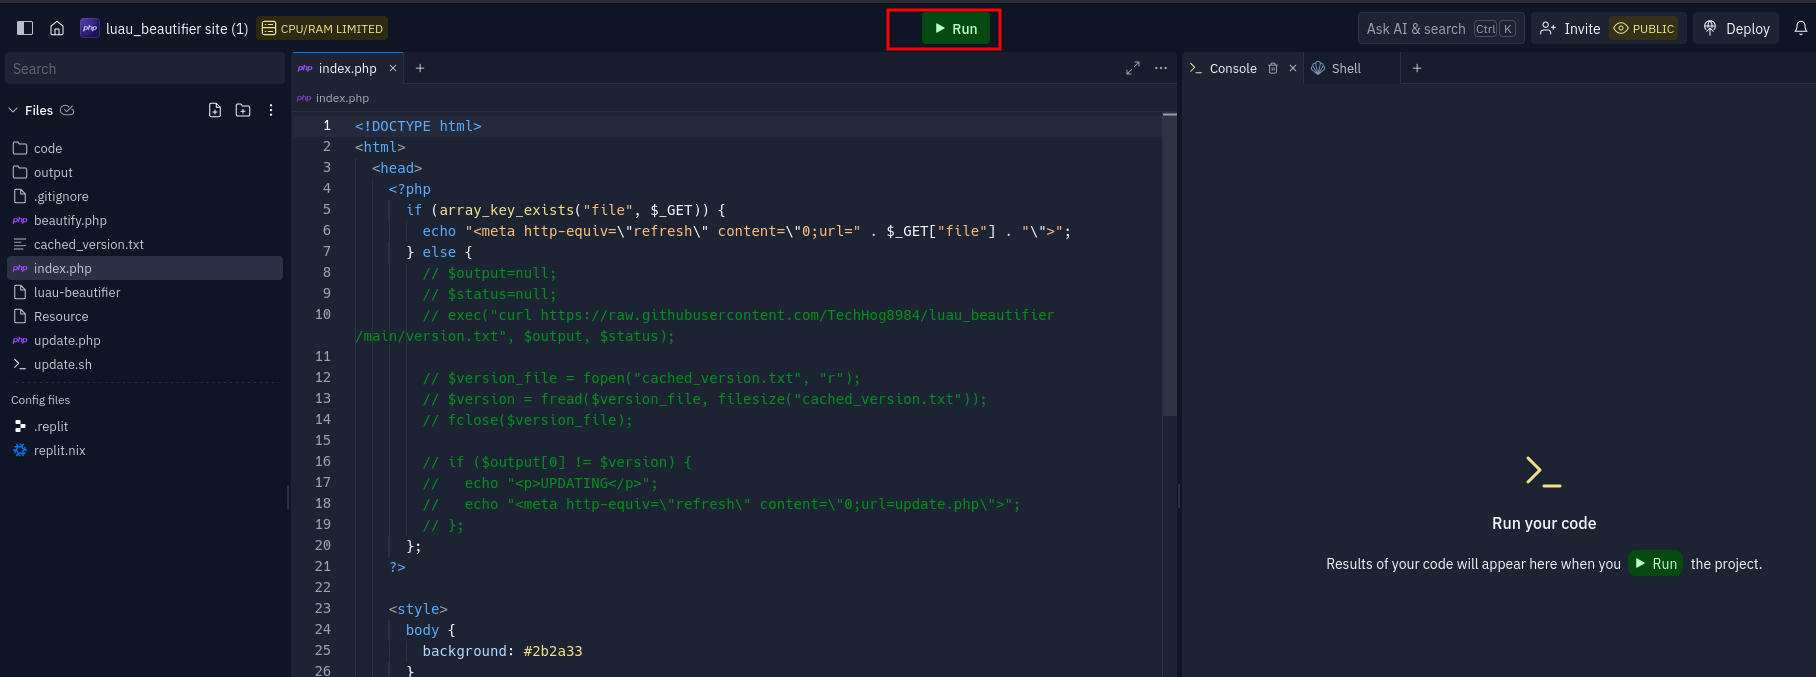 php luau_beautifier site (1) CPU/RAM LIMITED Run Ask AI & search Ctrl K Invite PUBLIC Deploy
Search
Files
code
output
.gitignore
php beautify.php
cached_version.txt
php index.php
luau-beautifier
Resource
php update.php
update.sh
Config files
.replit
replit.nix
php index.php × +
php index.php
1 <!DOCTYPE html>
2 <html>
3 <head>
4 <?php
5 if (array_key_exists("file", $_GET)) {
6 echo "<meta http-equiv=\"refresh\" content=\"0;url=" . $_GET["file"] . "\">";
7 } else {
8 // $output=null;
9 // $status=null;
10 // exec("curl https://raw.githubusercontent.com/TechHog8984/luau_beautifier
/main/version.txt", $output, $status);
11
12 // $version_file = fopen("cached_version.txt", "r");
13 // $version = fread($version_file, filesize("cached_version.txt"));
14 // fclose($version_file);
15
16 // if ($output[0] != $version) {
17 //   echo "<p>UPDATING</p>";
18 //   echo "<meta http-equiv=\"refresh\" content=\"0;url=update.php\">";
19 // };
20 };
21 ?>
22
23 <style>
24 body {
25 background: #2b2a33
26 }
Console × Shell +
Run your code
Results of your code will appear here when you Run the project.